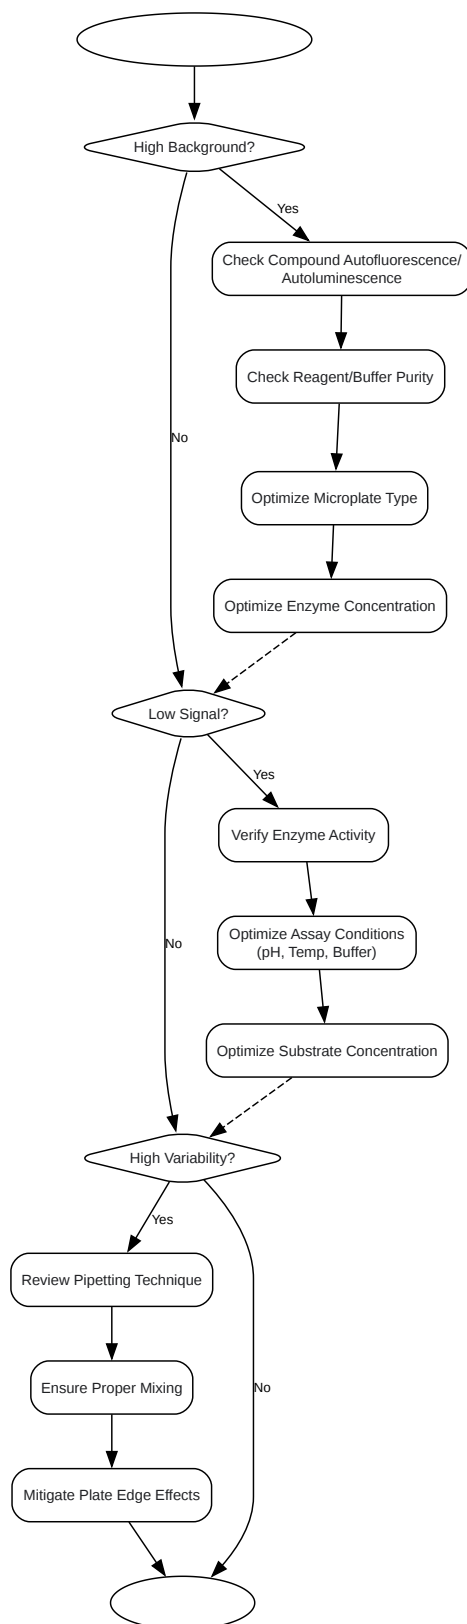 High Background?
Yes
Check Compound Autofluorescence/
Autoluminescence
Check Reagent/Buffer Purity
No
Optimize Microplate Type
Optimize Enzyme Concentration
Low Signal?
Yes
Verify Enzyme Activity
Optimize Assay Conditions
(pH, Temp, Buffer)
No
Optimize Substrate Concentration
High Variability?
Yes
Review Pipetting Technique
Ensure Proper Mixing
No
Mitigate Plate Edge Effects